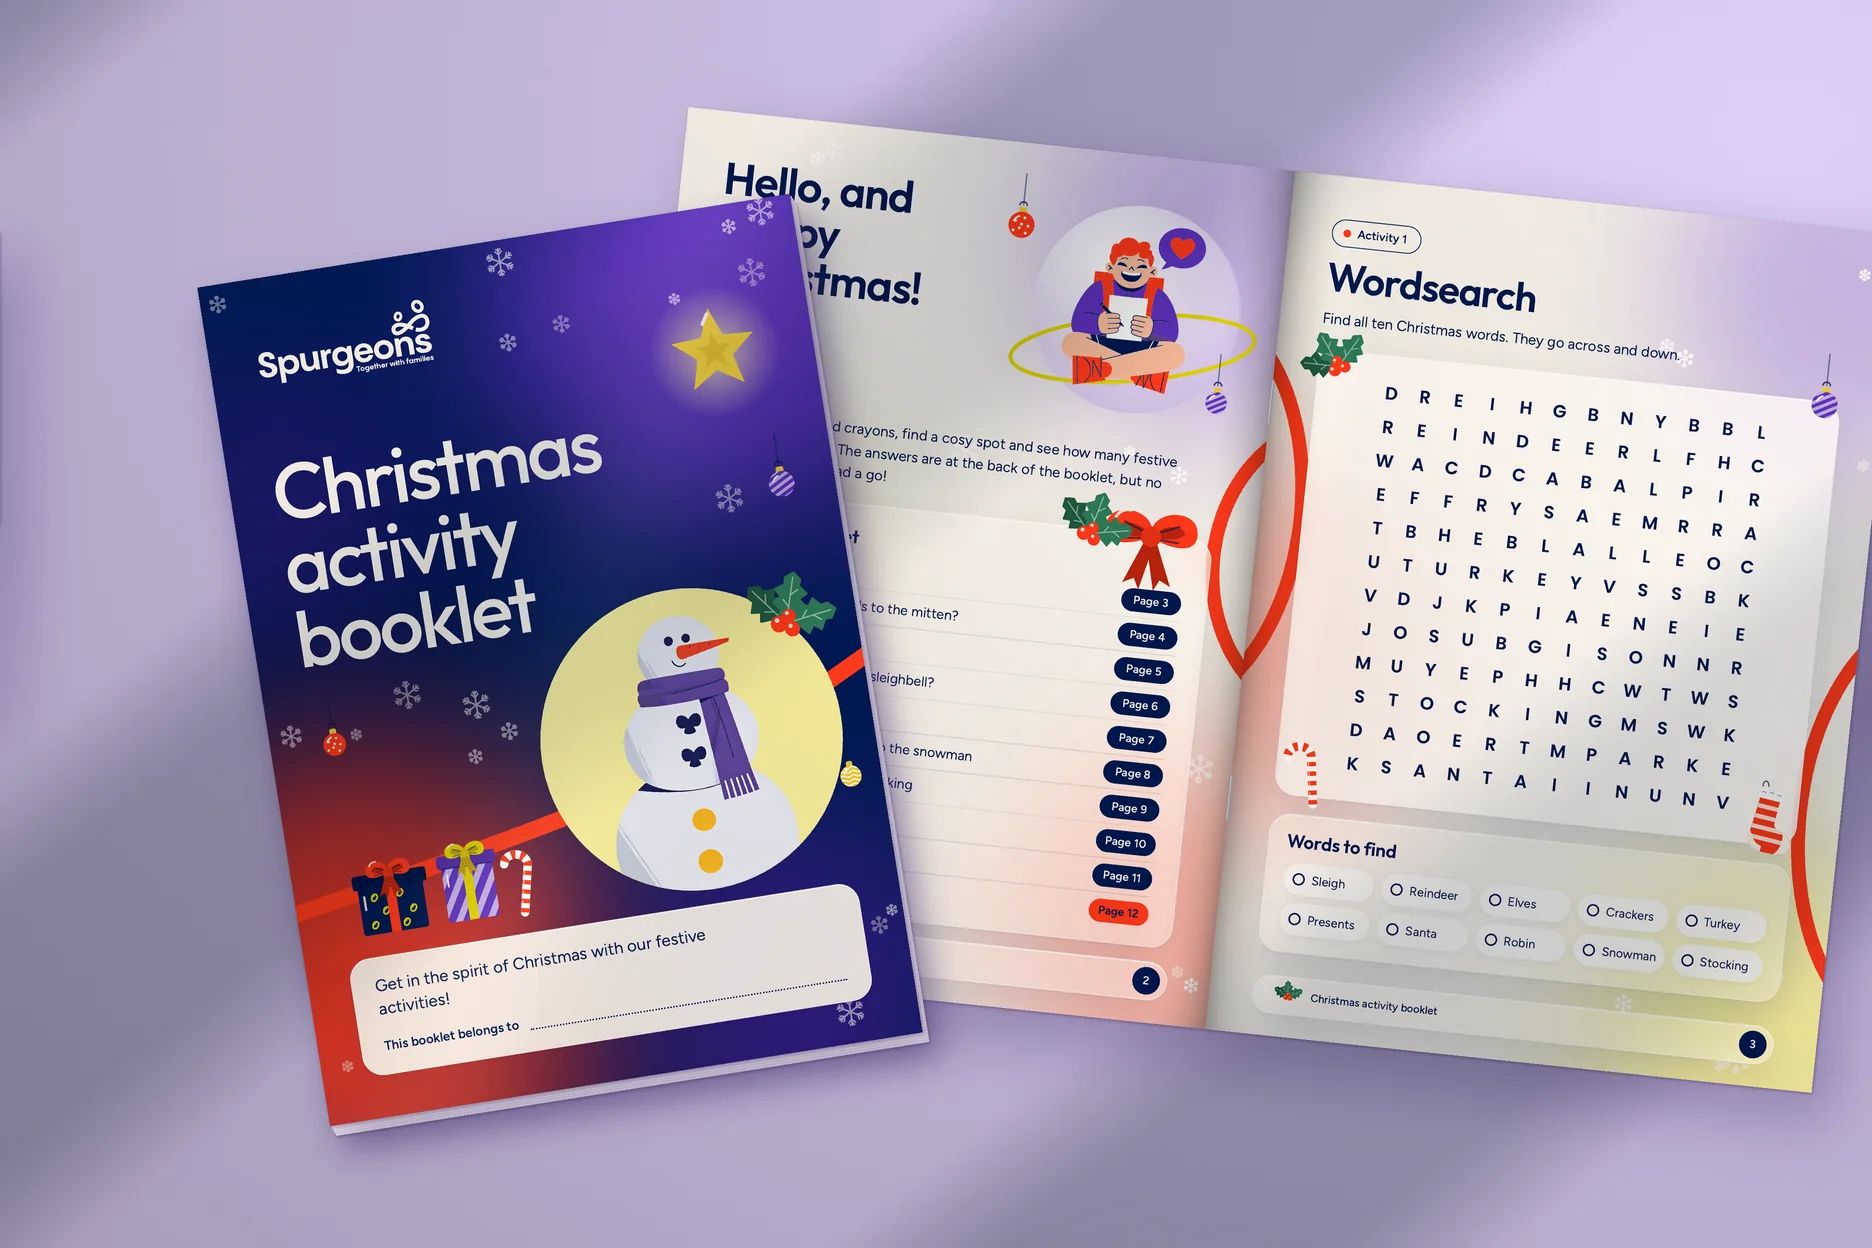 Spurgeons
Together with families
Christmas
activity
booklet
Get in the spirit of Christmas with our festive
activities!
This booklet belongs to
Hello, and
py
stmas!
d crayons, find a cosy spot and see how many festive
The answers are at the back of the booklet, but no
ad a go!
Page 3
s to the mitten? Page 4
Page 5
sleighbell? Page 6
Page 7
the snowman Page 8
king Page 9
Page 10
Page 11
Page 12
2
Activity 1
Wordsearch
Find all ten Christmas words. They go across and down.
D R E I H G B N Y B B L
R E I N D E E R L F H C
W A C D C A B A L P I R
E F F R Y S A E M R R A
T B H E B L A L L E O C
U T U R K E Y V S S B K
V D J K P I A E N E I E
J O S U B G I S O N N R
M U Y E P H H C W T W S
S T O C K I N G M S W K
D A O E R T M P A R K E
K S A N T A I I N U N V
Words to find
Sleigh Reindeer Elves Crackers Turkey
Presents Santa Robin Snowman Stocking
Christmas activity booklet
3